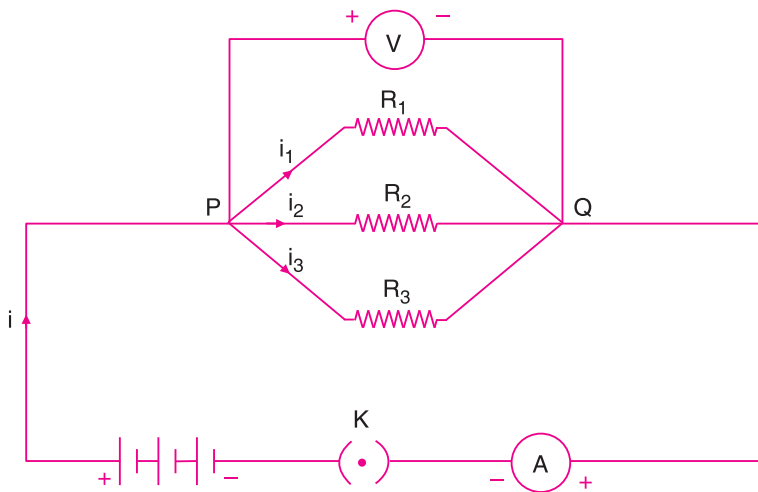 + V −
R₁
i₁
P i₂ R₂ Q
i₃
R₃
i
K
+ − − A +